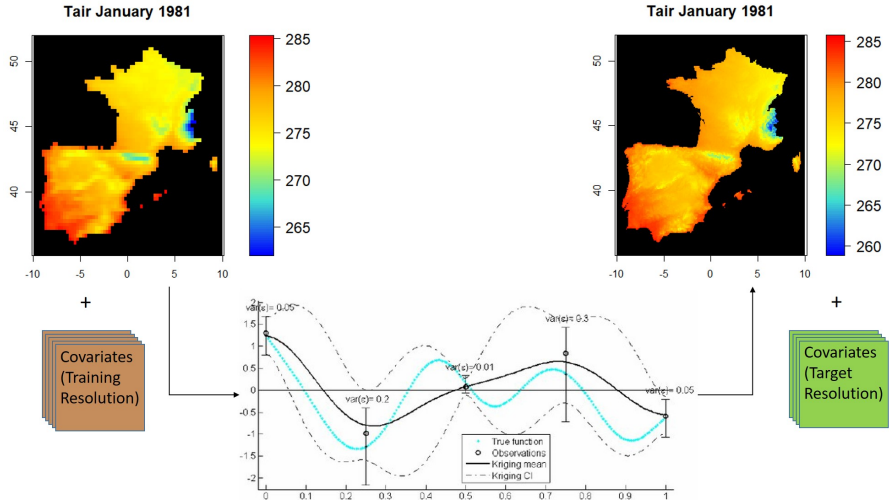 Tair January 1981
50
40
-10
-5
0
5
10
285
280
275
270
265
+
Covariates
(Training
Resolution)
Tair January 1981
50
40
-10
-5
0
5
10
285
280
275
270
265
260
+
Covariates
(Target
Resolution)
2
1.5
1
0.5
0
-0.5
-1
-1.5
-2
0
0.1
0.2
0.3
0.4
0.5
0.6
0.7
0.8
0.9
1
var(ε)= 0.05
var(ε)= 0.2
var(ε)= 0.01
var(ε)= 0.3
var(ε)= 0.05
True function
Observations
Kriging mean
Kriging CI